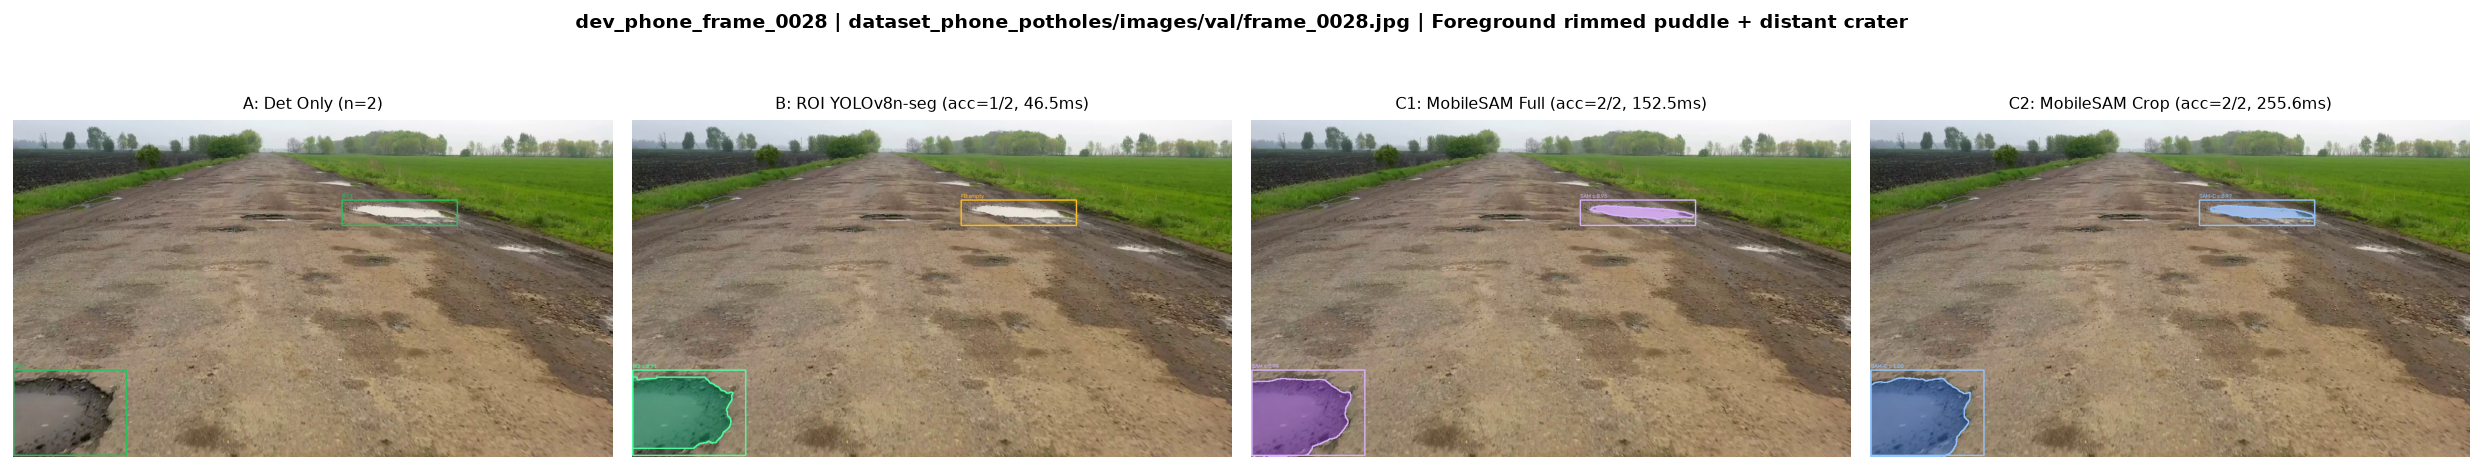 dev_phone_frame_0028 | dataset_phone_potholes/images/val/frame_0028.jpg | Foreground rimmed puddle + distant crater
A: Det Only (n=2)
B: ROI YOLOv8n-seg (acc=1/2, 46.5ms)
C1: MobileSAM Full (acc=2/2, 152.5ms)
C2: MobileSAM Crop (acc=2/2, 255.6ms)